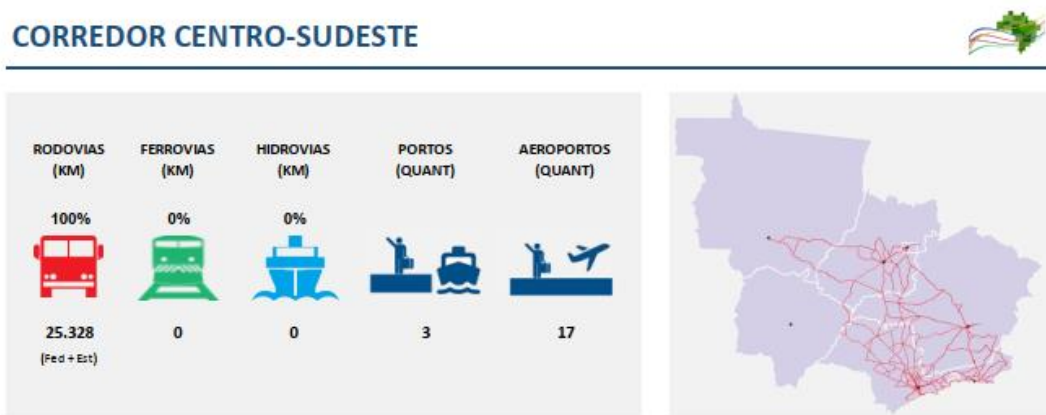 CORREDOR CENTRO-SUDESTE
RODOVIAS
(KM)
FERROVIAS
(KM)
HIDROVIAS
(KM)
PORTOS
(QUANT)
AEROPORTOS
(QUANT)
100%
0%
0%
25.328
(Fed + Est)
0
0
3
17